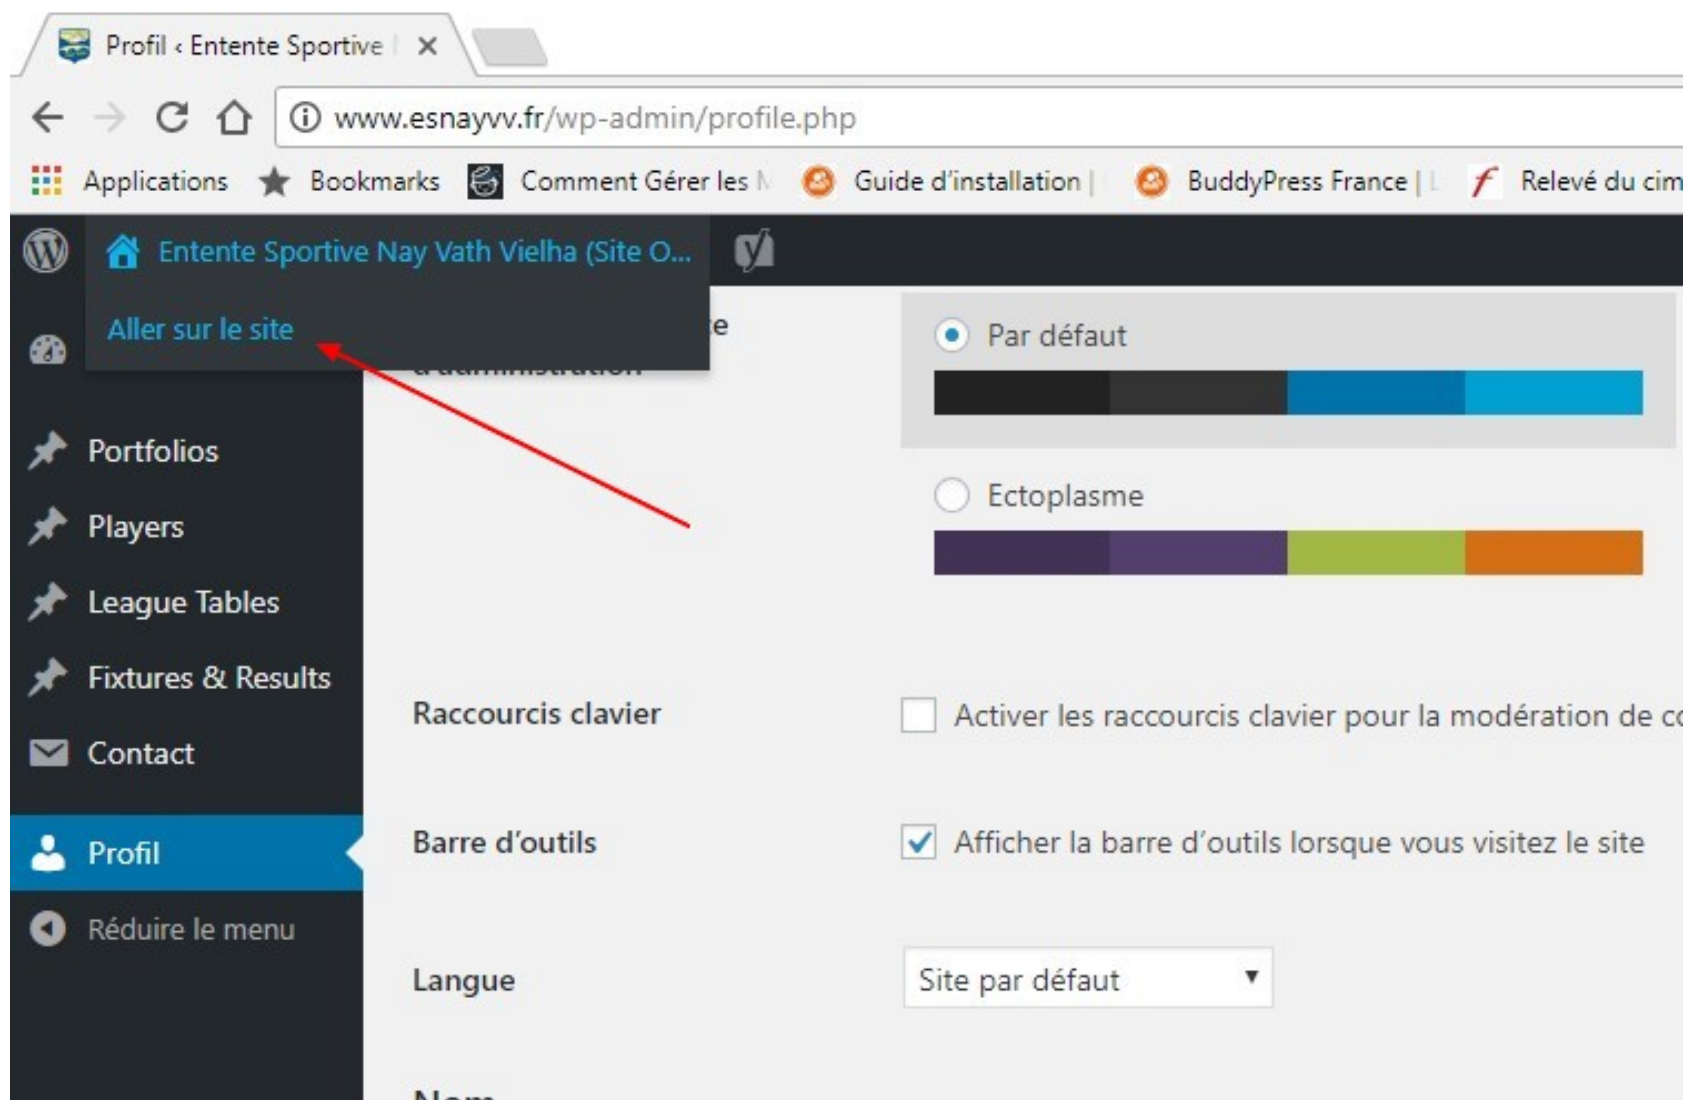 Profil ‹ Entente Sportive
www.esnayvv.fr/wp-admin/profile.php
Applications Bookmarks Comment Gérer les Guide d'installation | BuddyPress France | Relevé du cim
Entente Sportive Nay Vath Vielha (Site O...
Aller sur le site
d'administration
Par défaut
Portfolios
Ectoplasme
Players
League Tables
Fixtures & Results
Raccourcis clavier
Activer les raccourcis clavier pour la modération de
Contact
Barre d'outils
Afficher la barre d'outils lorsque vous visitez le site
Profil
Réduire le menu
Langue
Site par défaut
Nom